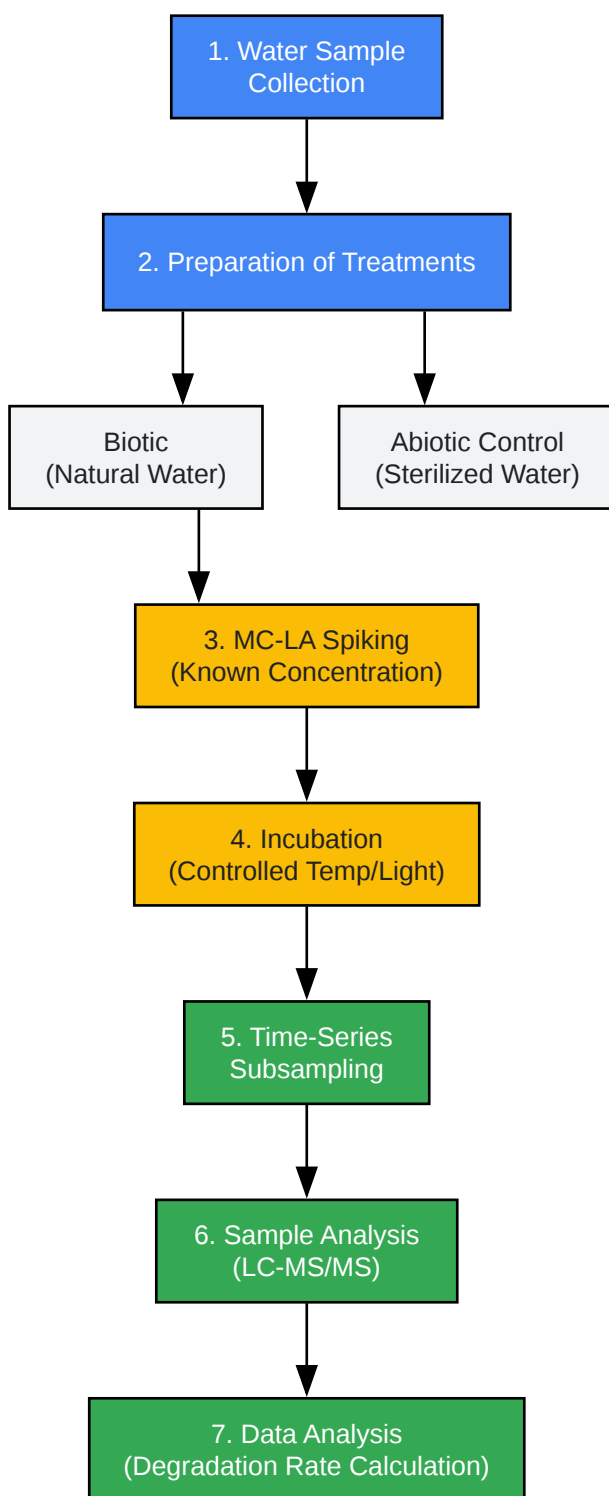 1. Water Sample
Collection
2. Preparation of Treatments
Biotic
(Natural Water)
Abiotic Control
(Sterilized Water)
3. MC-LA Spiking
(Known Concentration)
4. Incubation
(Controlled Temp/Light)
5. Time-Series
Subsampling
6. Sample Analysis
(LC-MS/MS)
7. Data Analysis
(Degradation Rate Calculation)